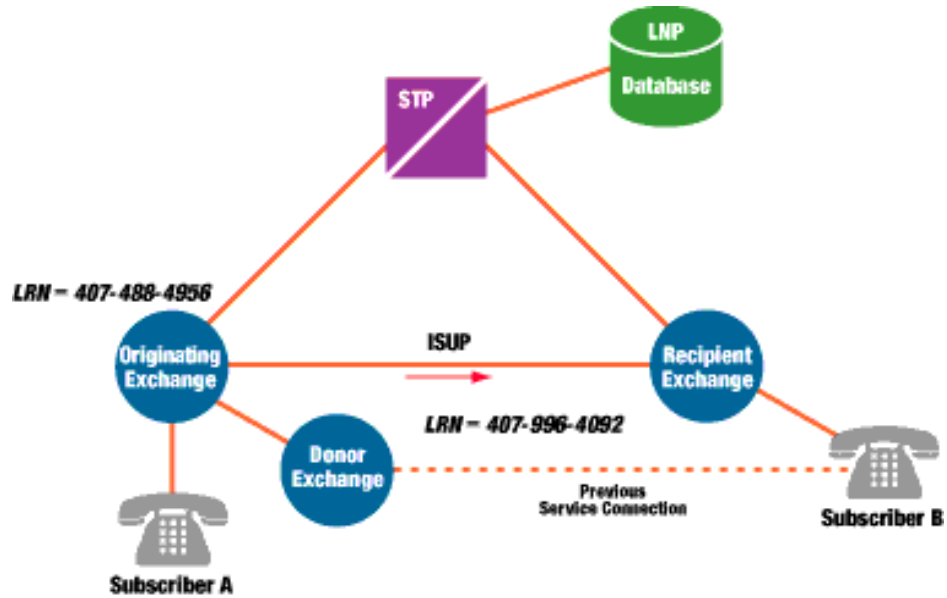 LNP
Database
STP
LRN = 407-488-4956
Originating
Exchange
ISUP
Recipient
Exchange
LRN = 407-996-4092
Donor
Exchange
Previous
Service Connection
Subscriber B
Subscriber A